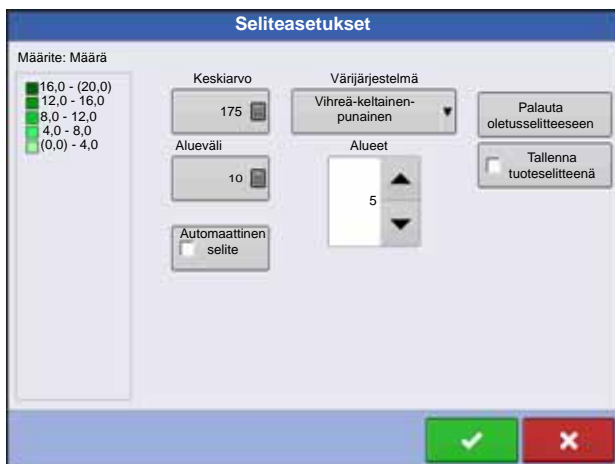 Seliteasetukset
Määrite: Määrä
16,0 - (20,0)
12,0 - 16,0
8,0 - 12,0
4,0 - 8,0
(0,0) - 4,0
Keskiarvo
175
Alueväli
10
Automaattinen
selite
Värijärjestelmä
Vihreä-keltainen-
punainen
Alueet
5
Palauta
oletusselitteeseen
Tallenna
tuoteselitteenä